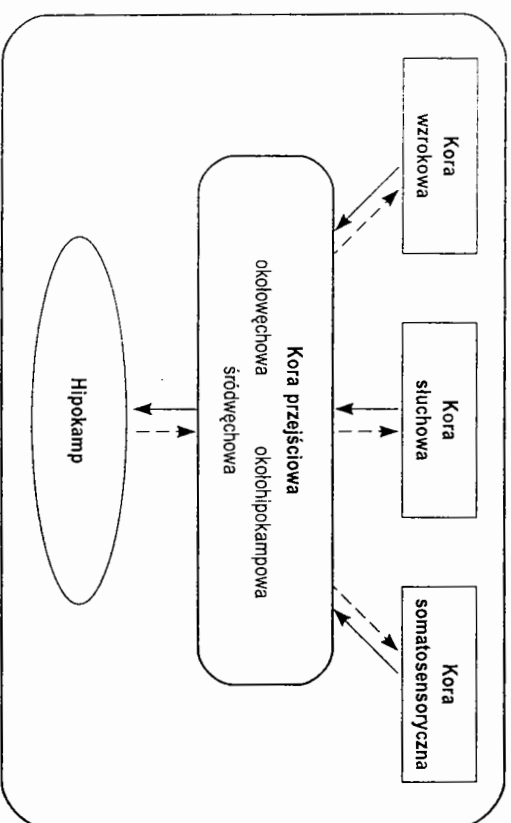 Kora
wzrokowa
Kora
słuchowa
Kora
somatosensoryczna
Kora przejściowa
okołowęchowa okołohipokampowa
śródwęchowa
Hipokamp